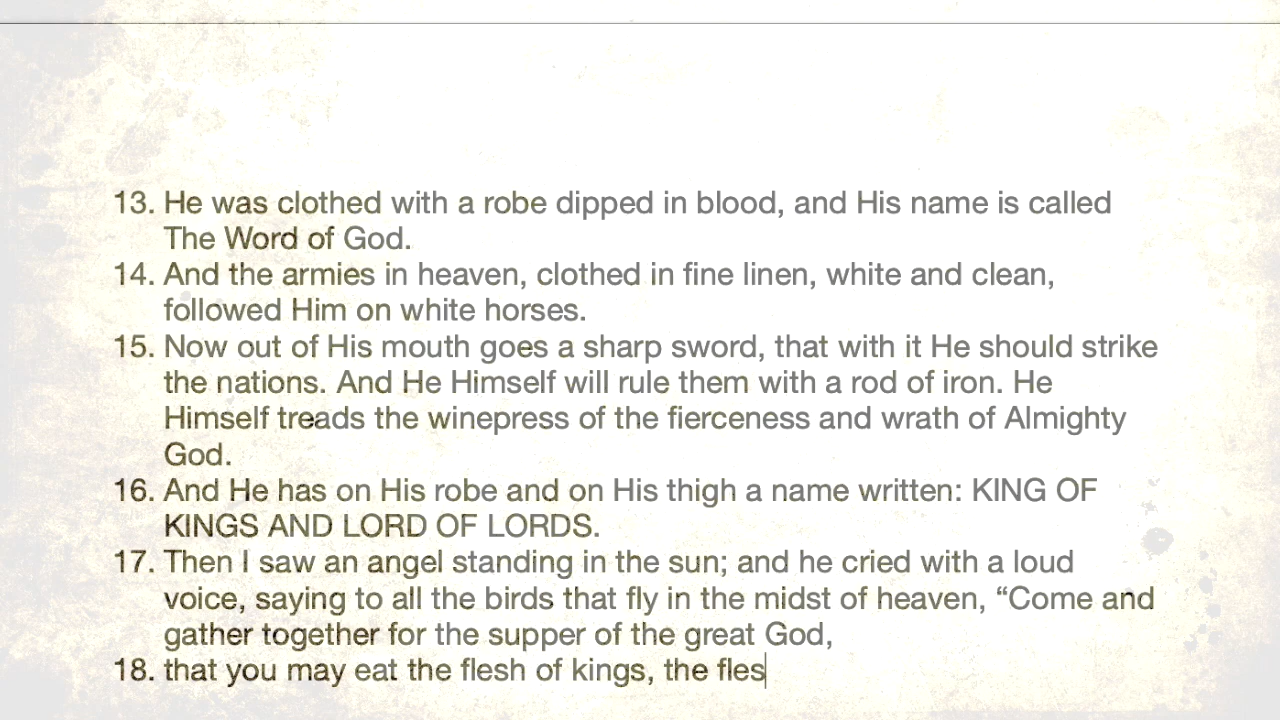 13. He was clothed with a robe dipped in blood, and His name is called
The Word of God.
14. And the armies in heaven, clothed in fine linen, white and clean,
followed Him on white horses.
15. Now out of His mouth goes a sharp sword, that with it He should strike
the nations. And He Himself will rule them with a rod of iron. He
Himself treads the winepress of the fierceness and wrath of Almighty
God.
16. And He has on His robe and on His thigh a name written: KING OF
KINGS AND LORD OF LORDS.
17. Then I saw an angel standing in the sun; and he cried with a loud
voice, saying to all the birds that fly in the midst of heaven, “Come and
gather together for the supper of the great God,
18. that you may eat the flesh of kings, the fles